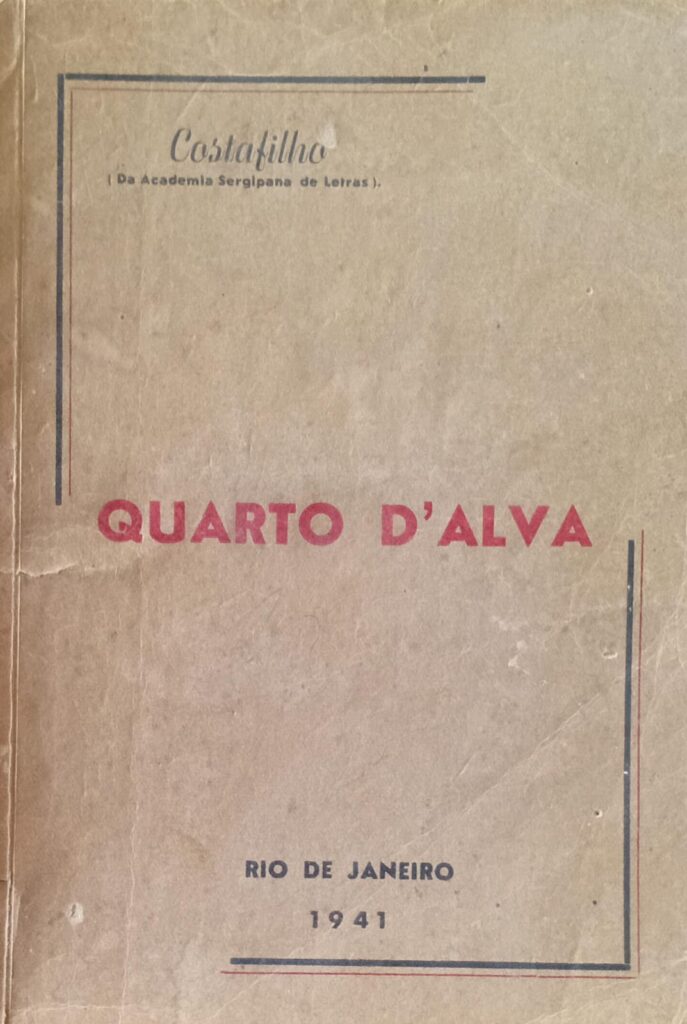 Costafilho
( Da Academia Sergipana de Letras ).
QUARTO D'ALVA
RIO DE JANEIRO
1941